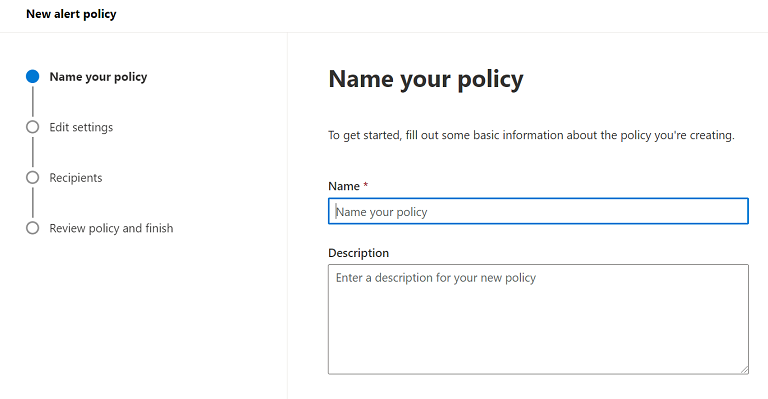 New alert policy
Name your policy
Edit settings
Recipients
Review policy and finish
Name your policy
To get started, fill out some basic information about the policy you're creating.
Name *
Name your policy
Description
Enter a description for your new policy